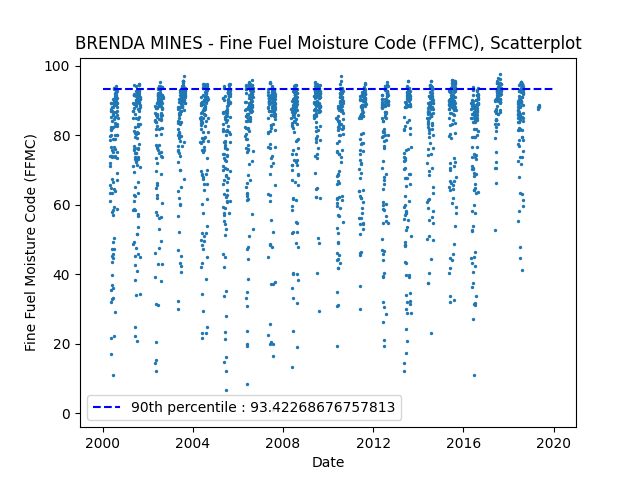 BRENDA MINES - Fine Fuel Moisture Code (FFMC), Scatterplot
100
80
60
40
20
0
Fine Fuel Moisture Code (FFMC)
90th percentile : 93.42268676757813
2000 2004 2008 2012 2016 2020
Date